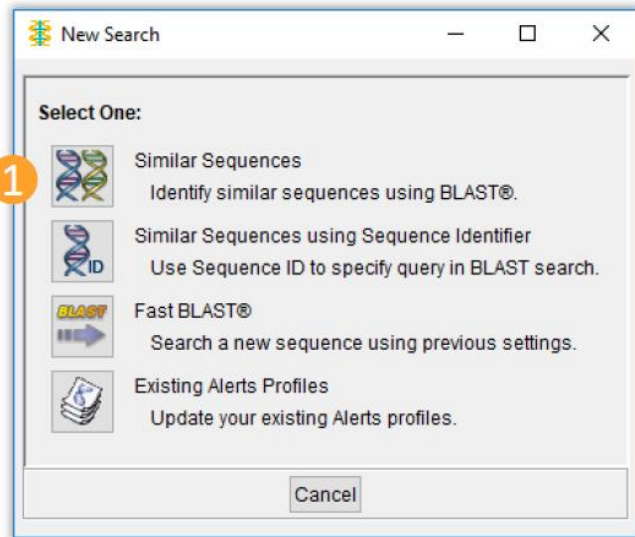 New Search
Select One:
1
Similar Sequences
Identify similar sequences using BLAST®.
ID
Similar Sequences using Sequence Identifier
Use Sequence ID to specify query in BLAST search.
BLAST
Fast BLAST®
Search a new sequence using previous settings.
Existing Alerts Profiles
Update your existing Alerts profiles.
Cancel